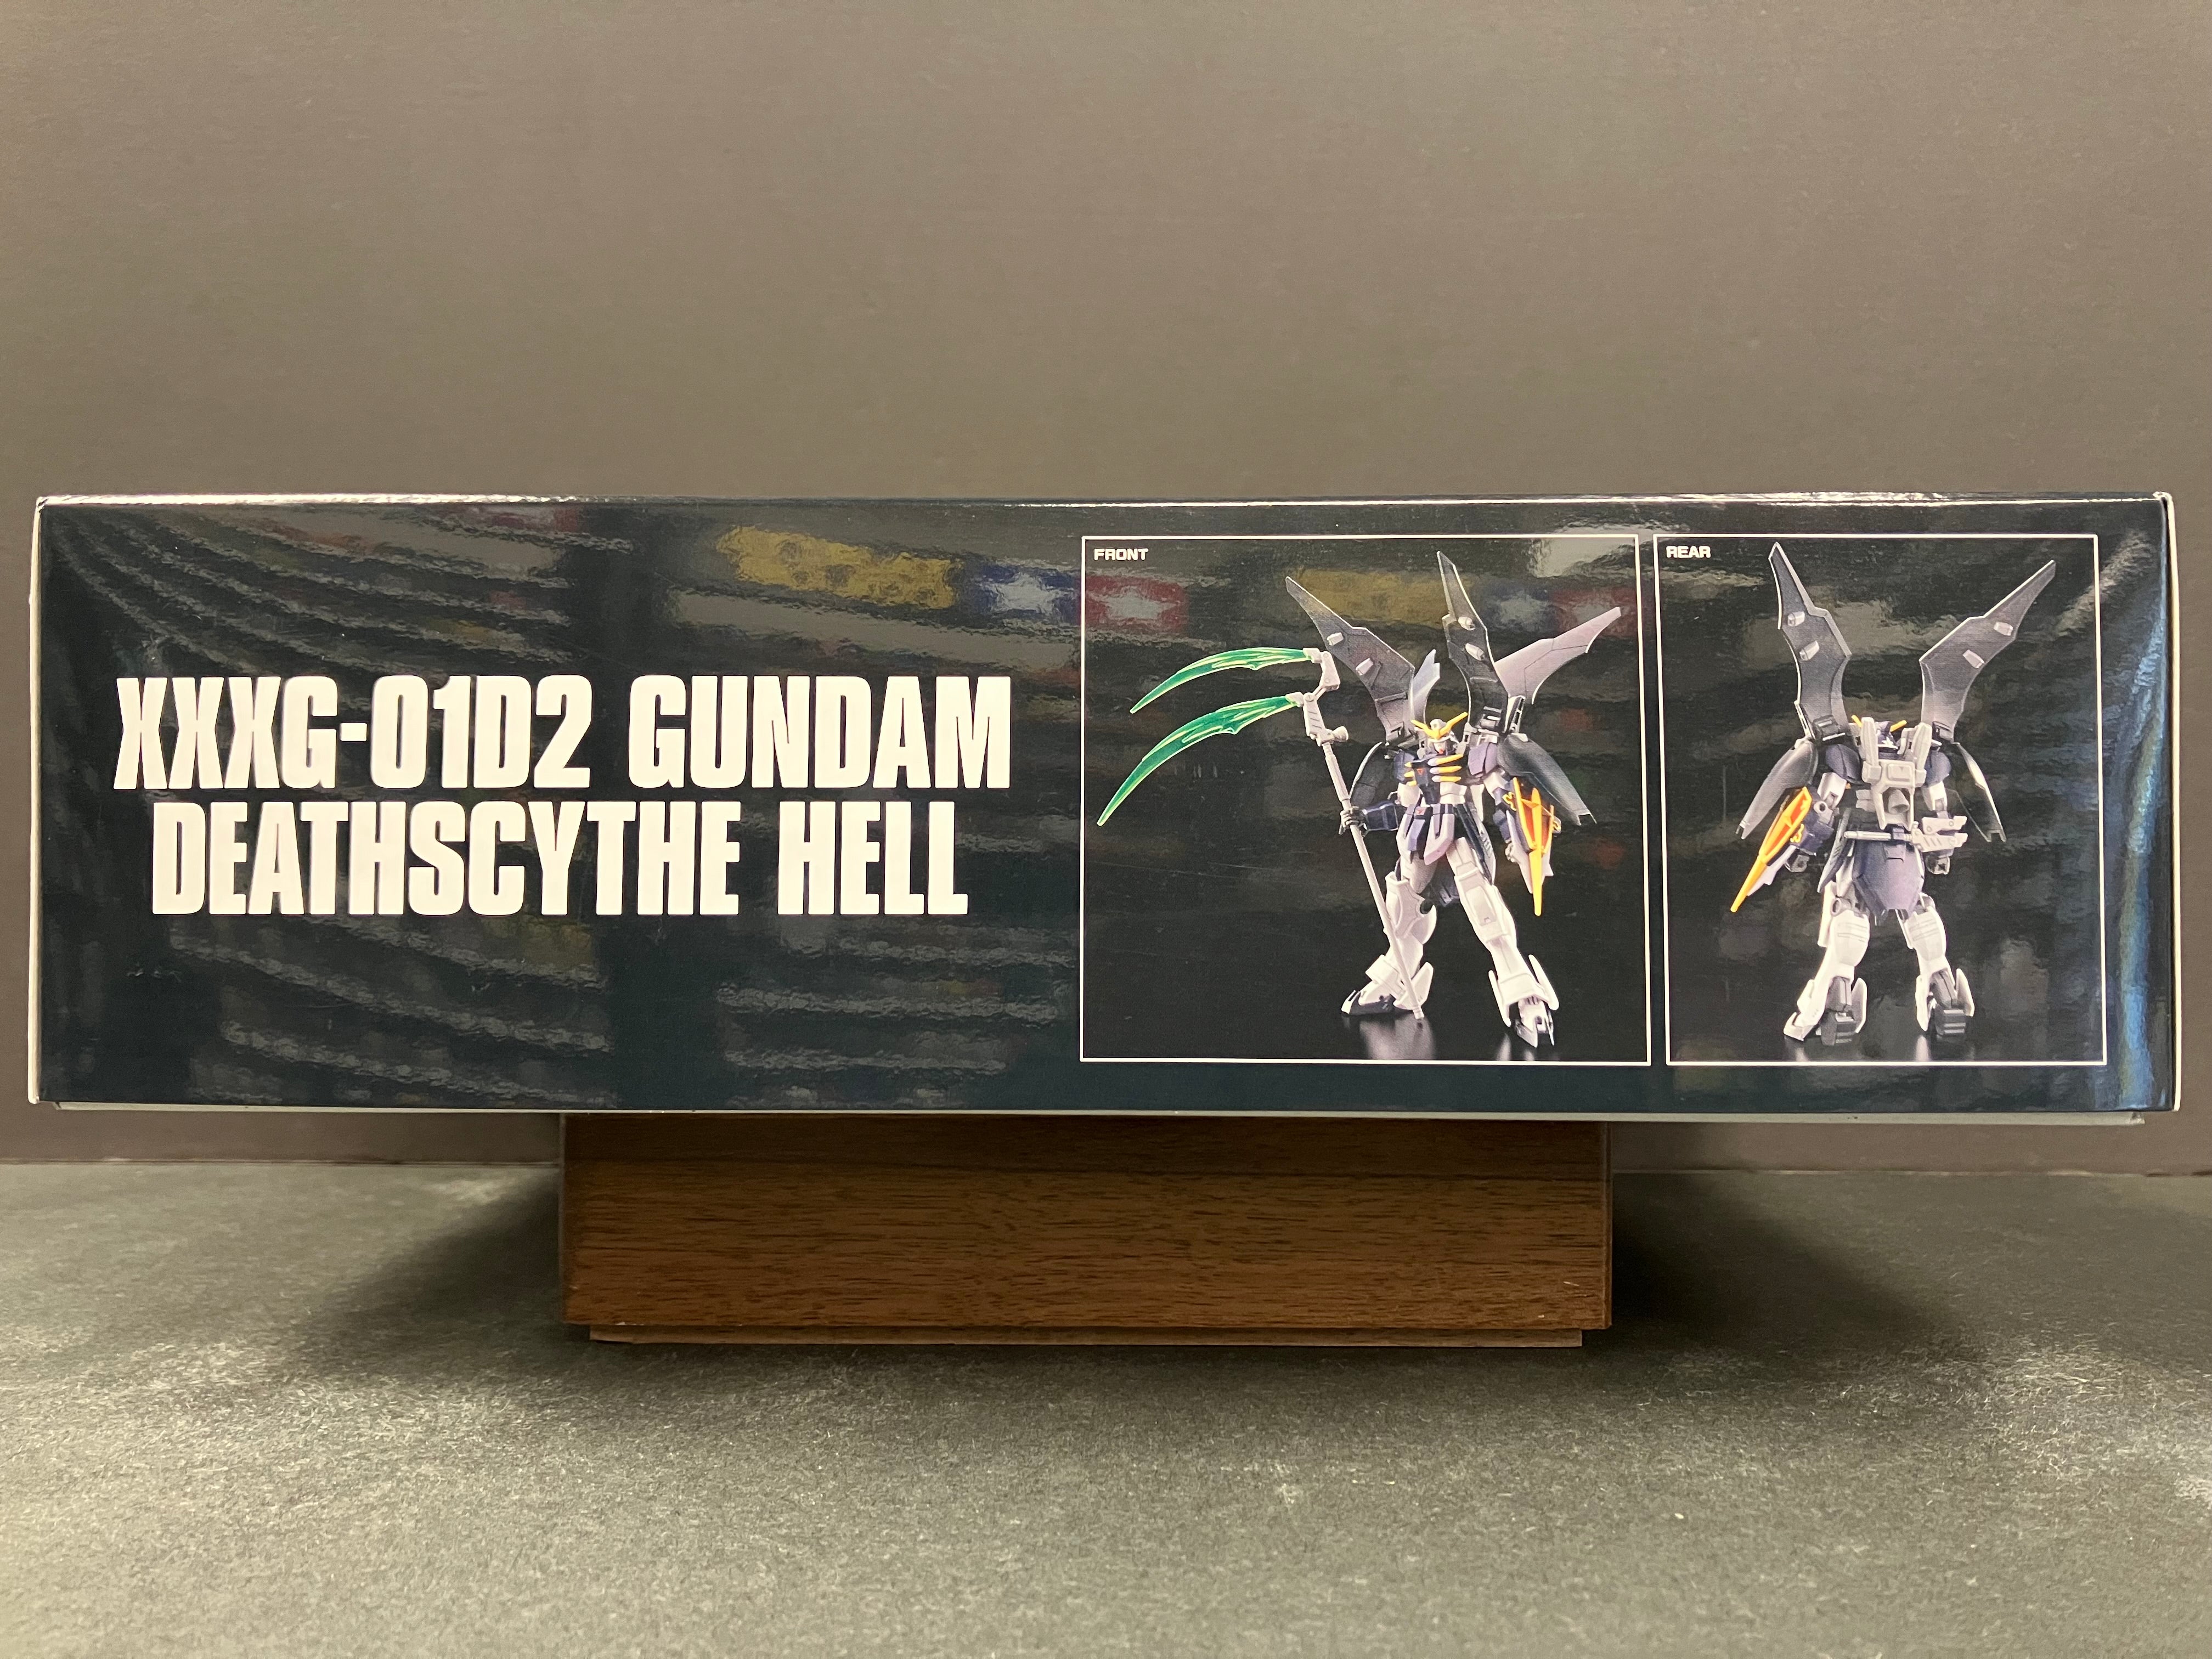 XXXG-01D2 GUNDAM
DEATHSCYTHE HELL
FRONT
REAR